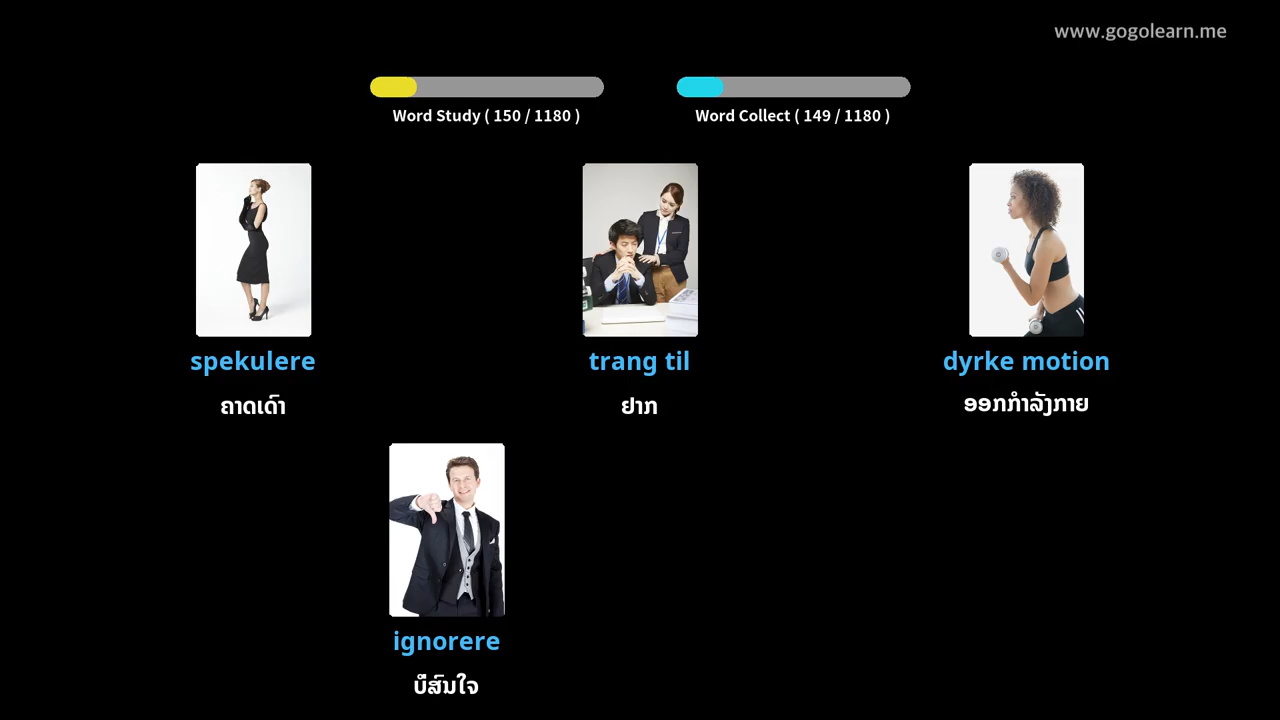 www.gogolearn.me
Word Study ( 150 / 1180 )
Word Collect ( 149 / 1180 )
spekulere
ຄາດເດົາ
trang til
ຢາກ
dyrke motion
ອອກກຳລັງກາຍ
ignorere
ບໍ່ສົນໃຈ